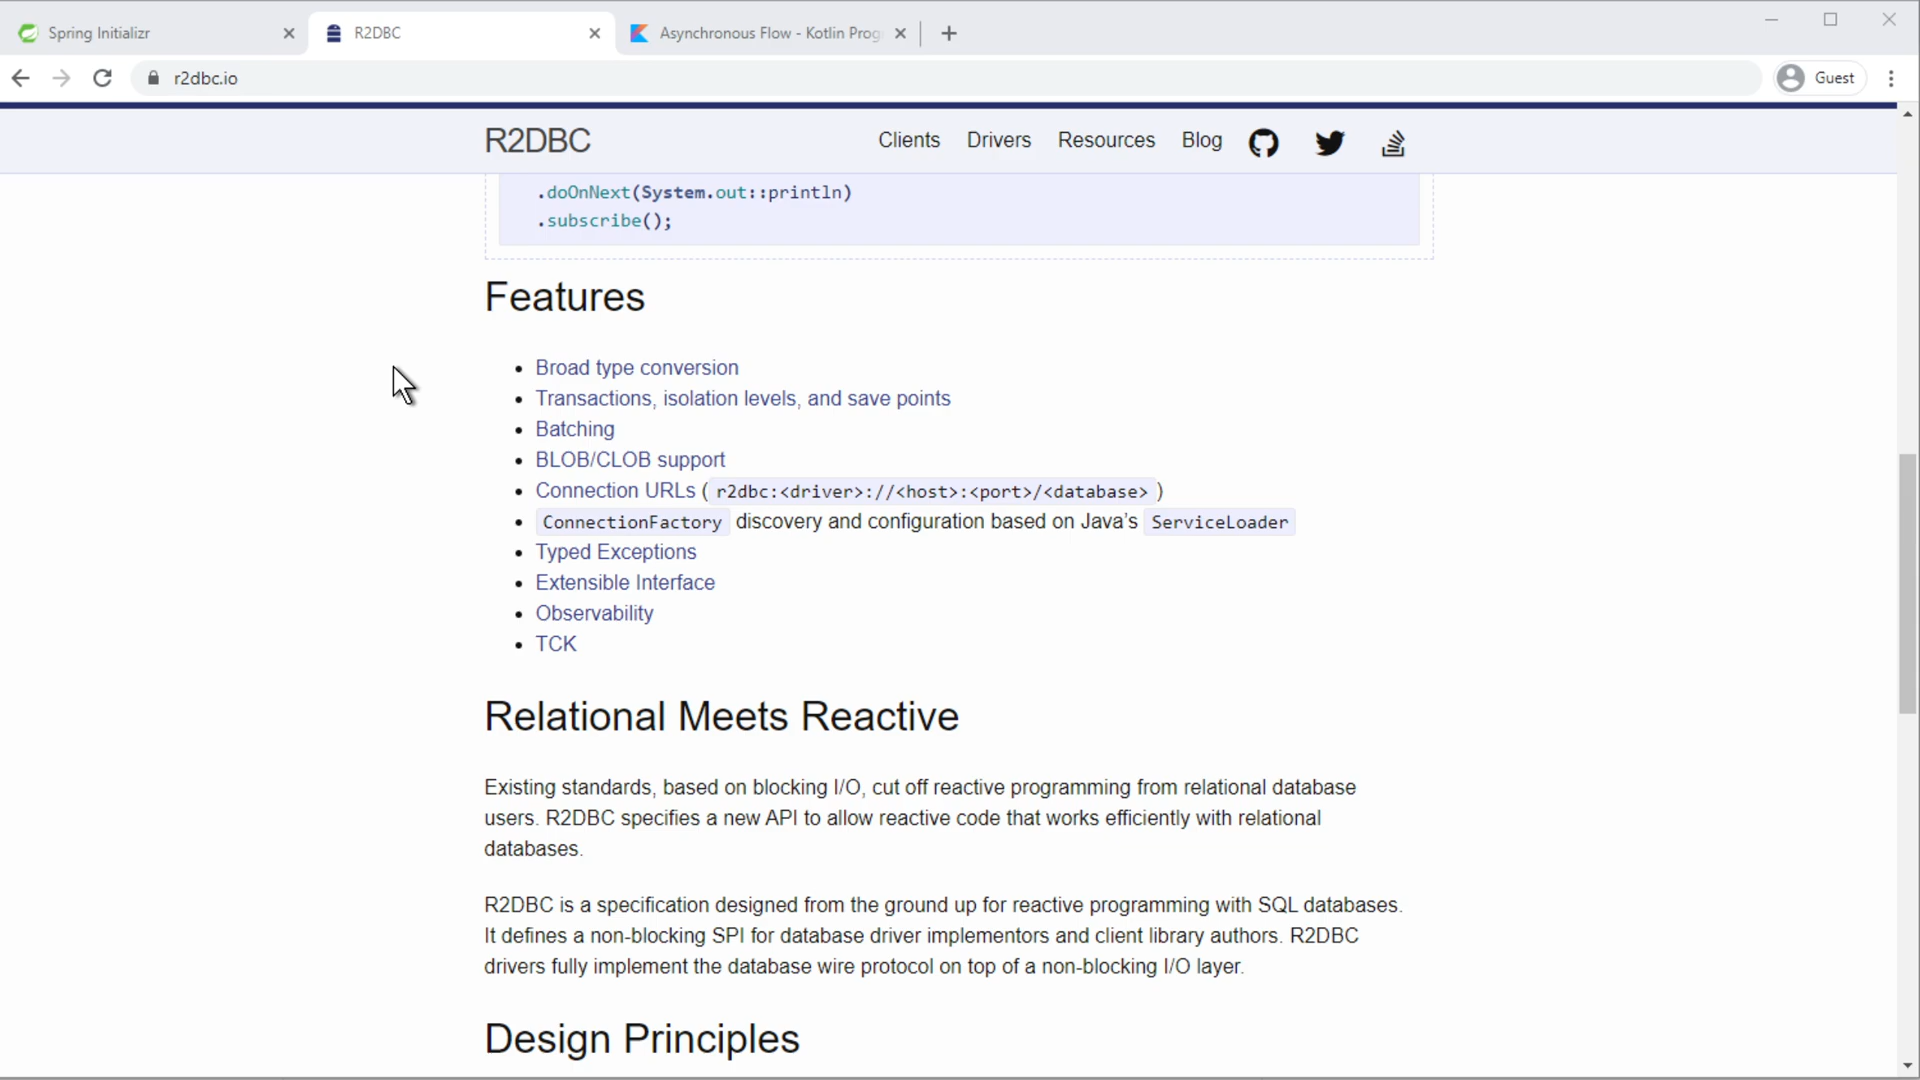 Spring Initializr
R2DBC
Asynchronous Flow - Kotlin Prog
r2dbc.io
Guest
R2DBC
Clients
Drivers
Resources
Blog
.doOnNext(System.out::println)
.subscribe();
Features
Broad type conversion
Transactions, isolation levels, and save points
Batching
BLOB/CLOB support
Connection URLs ( r2dbc:<driver>://<host>:<port>/<database> )
ConnectionFactory discovery and configuration based on Java’s ServiceLoader
Typed Exceptions
Extensible Interface
Observability
TCK
Relational Meets Reactive
Existing standards, based on blocking I/O, cut off reactive programming from relational database
users. R2DBC specifies a new API to allow reactive code that works efficiently with relational
databases.
R2DBC is a specification designed from the ground up for reactive programming with SQL databases.
It defines a non-blocking SPI for database driver implementors and client library authors. R2DBC
drivers fully implement the database wire protocol on top of a non-blocking I/O layer.
Design Principles